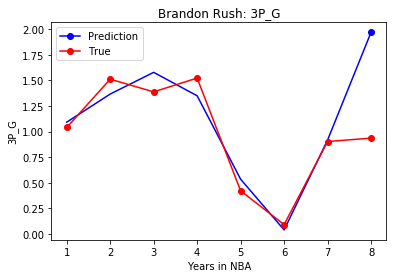 Brandon Rush: 3P_G
Prediction
True
3P_G
2.00
1.75
1.50
1.25
1.00
0.75
0.50
0.25
0.00
1 2 3 4 5 6 7 8
Years in NBA